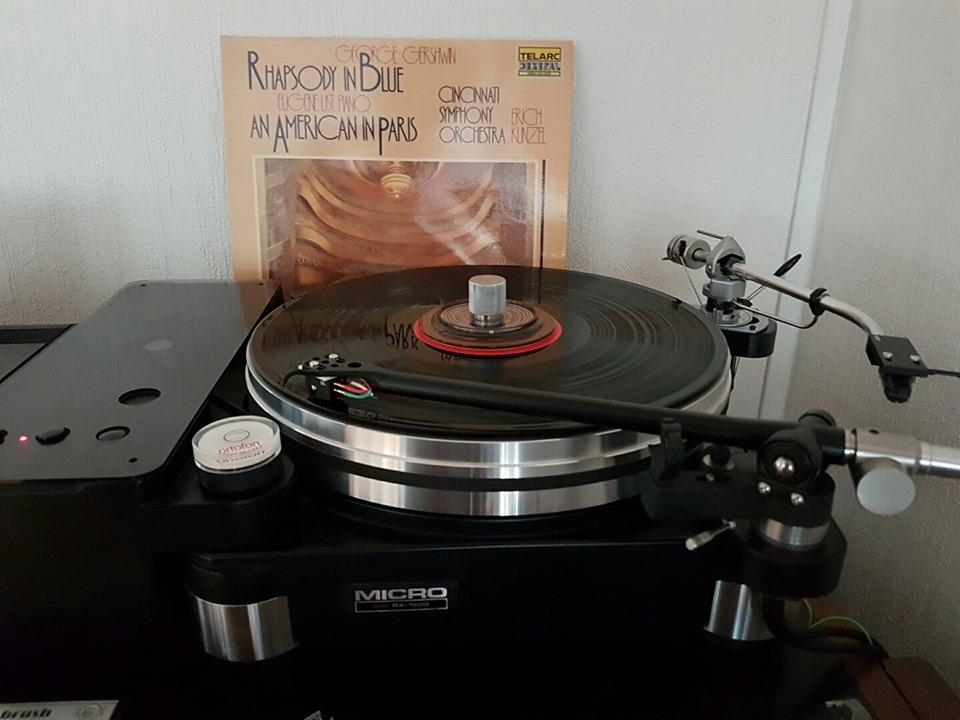 GEORGE GERSHWIN
RHAPSODY IN BLUE
EUGENE LIST, PIANO
AN AMERICAN IN PARIS
CINCINNATI
SYMPHONY
ORCHESTRA
ERICH
KUNZEL
TELARC
DIGITAL
ortofon
MICRO
RX-1500
brush